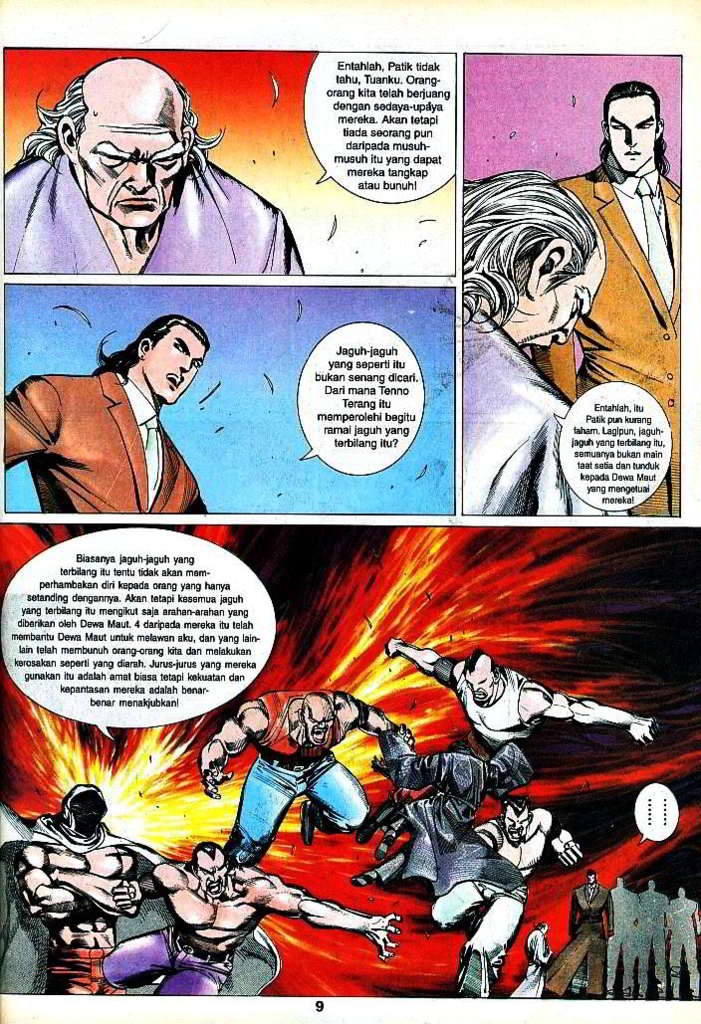 Entahlah, Patik tidak
tahu, Tuanku. Orang-
orang kita telah berjuang
dengan sedaya-upaya
mereka. Akan tetapi
tiada seorang pun
musuh-
musuh itu yang dapat
mereka tangkap
atau bunuh!
Jaguh-jaguh
yang seperti itu
bukan senang dicari.
Dari mana Tenno
Terang itu
memperolehi begitu
ramai jaguh yang
terbilang itu?
Entahlah, itu
Patik pun kurang
faham. Lagipun, jaguh-
jaguh yang terbilang itu,
semuanya bukan main
taat setia dan tunduk
kepada Dewa Maut
yang mengetuai
mereka!
Biasanya jaguh-jaguh yang
terbilang itu tentu tidak akan mem-
perhambakan diri kepada orang yang hanya
setanding dengannya. Akan tetapi kesemua jaguh
yang terbilang itu mengikut saja arahan-arahan yang
diberikan oleh Dewa Maut. 4 daripada mereka itu telah
membantu Dewa Maut untuk melawan aku, dan yang lain-
lain telah membunuh orang-orang kita dan melakukan
kerosakan seperti yang diarah. Jurus-jurus yang mereka
gunakan itu adalah amat biasa tetapi kekuatan dan
kepantasan mereka adalah benar-
benar menakjubkan!
9